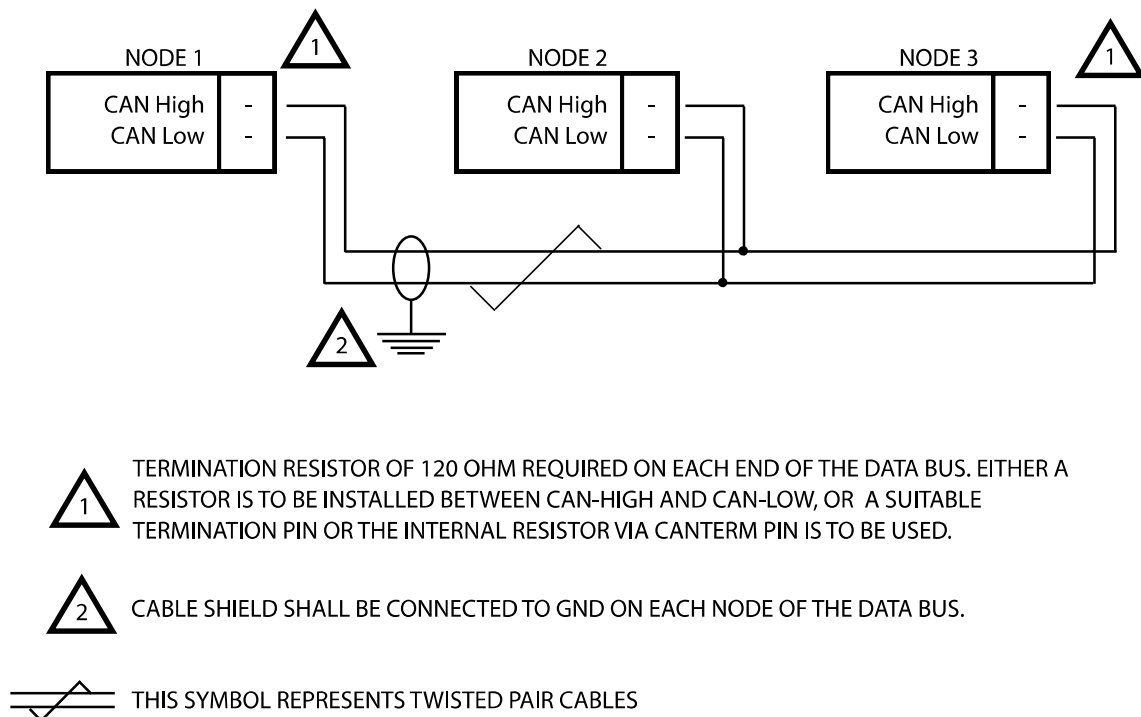 1
1
NODE 1
NODE 2
NODE 3
CAN High -
CAN Low -
CAN High -
CAN Low -
CAN High -
CAN Low -
2
1
TERMINATION RESISTOR OF 120 OHM REQUIRED ON EACH END OF THE DATA BUS. EITHER A
RESISTOR IS TO BE INSTALLED BETWEEN CAN-HIGH AND CAN-LOW, OR A SUITABLE
TERMINATION PIN OR THE INTERNAL RESISTOR VIA CANTERM PIN IS TO BE USED.
2
CABLE SHIELD SHALL BE CONNECTED TO GND ON EACH NODE OF THE DATA BUS.
THIS SYMBOL REPRESENTS TWISTED PAIR CABLES